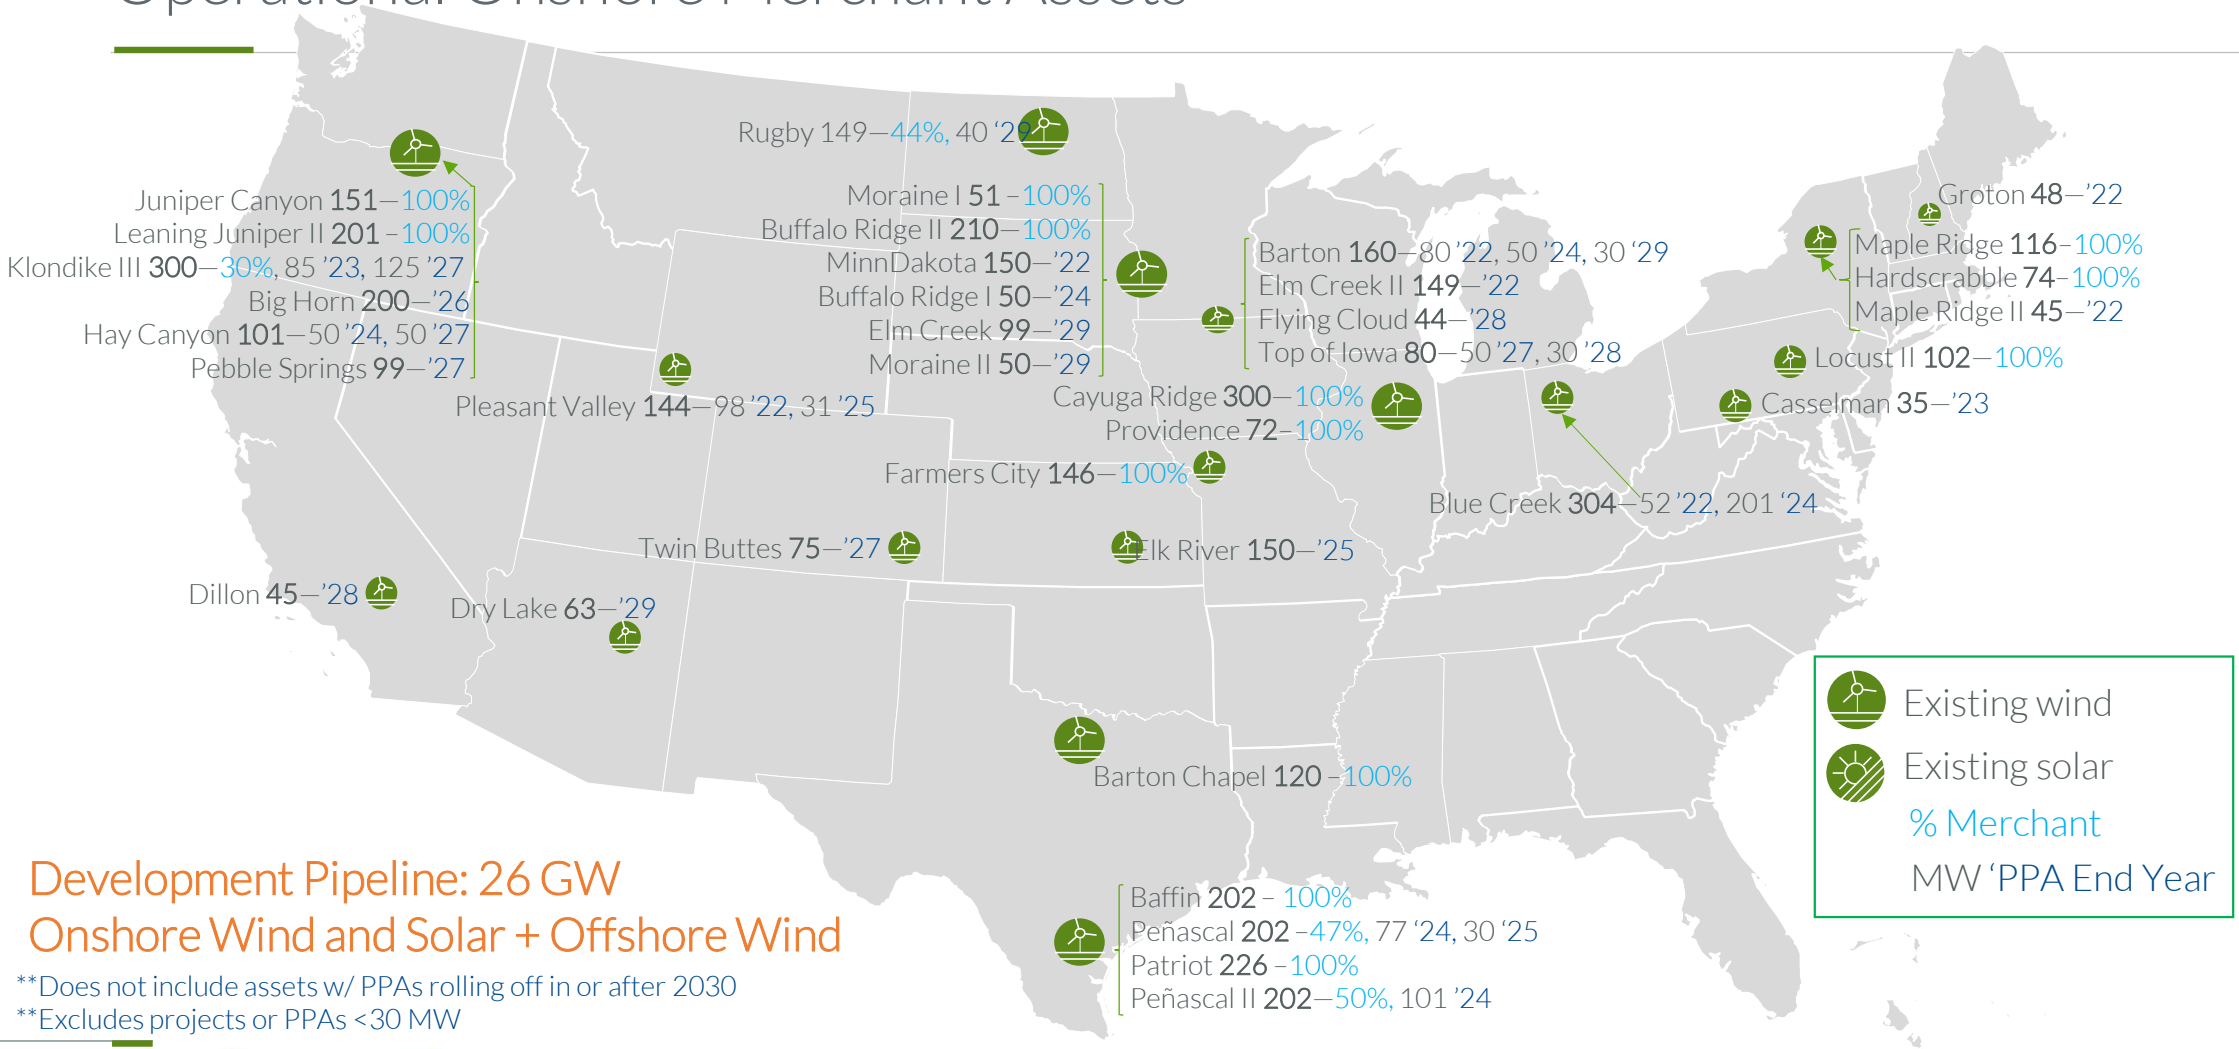 Operational Onshore Merchant Assets
Rugby 149—44%, 40 ‘29
Juniper Canyon 151—100%
Leaning Juniper II 201 –100%
Klondike III 300—30%, 85 ’23, 125 ’27
Big Horn 200—’26
Hay Canyon 101—50 ’24, 50 ’27
Pebble Springs 99—’27
Moraine I 51 –100%
Buffalo Ridge II 210—100%
MinnDakota 150—’22
Buffalo Ridge I 50—’24
Elm Creek 99—’29
Moraine II 50—’29
Barton 160—80 ’22, 50 ’24, 30 ‘29
Elm Creek II 149—’22
Flying Cloud 44—’28
Top of Iowa 80—50 ’27, 30 ’28
Groton 48—’22
Maple Ridge 116–100%
Hardscrabble 74–100%
Maple Ridge II 45—’22
Locust II 102—100%
Casselman 35—’23
Pleasant Valley 144—98 ’22, 31 ’25
Cayuga Ridge 300—100%
Providence 72–100%
Farmers City 146—100%
Blue Creek 304—52 ’22, 201 ‘24
Twin Buttes 75—’27
Elk River 150—’25
Dillon 45—’28
Dry Lake 63—’29
Barton Chapel 120 –100%
Baffin 202 – 100%
Peñascal 202 –47%, 77 ‘24, 30 ‘25
Patriot 226 –100%
Peñascal II 202—50%, 101 ’24
Existing wind
Existing solar
% Merchant
MW ‘PPA End Year
Development Pipeline: 26 GW
Onshore Wind and Solar + Offshore Wind
**Does not include assets w/ PPAs rolling off in or after 2030
**Excludes projects or PPAs <30 MW